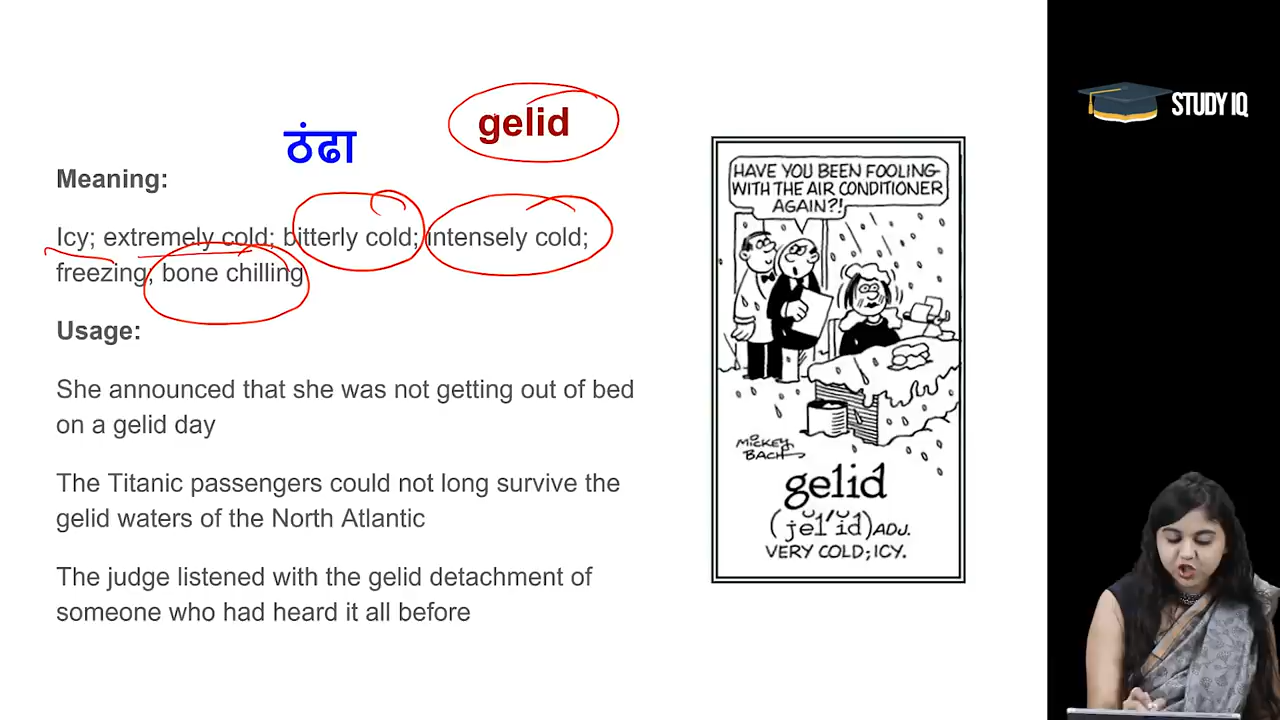 gelid
ठंढा
Meaning:
Icy; extremely cold; bitterly cold; intensely cold;
freezing; bone chilling
Usage:
She announced that she was not getting out of bed
on a gelid day
The Titanic passengers could not long survive the
gelid waters of the North Atlantic
The judge listened with the gelid detachment of
someone who had heard it all before
HAVE YOU BEEN FOOLING
WITH THE AIR CONDITIONER
AGAIN?!
MICKEY
BACH
gelid
(jĕl′ĭd) ADJ.
VERY COLD; ICY.
STUDY IQ